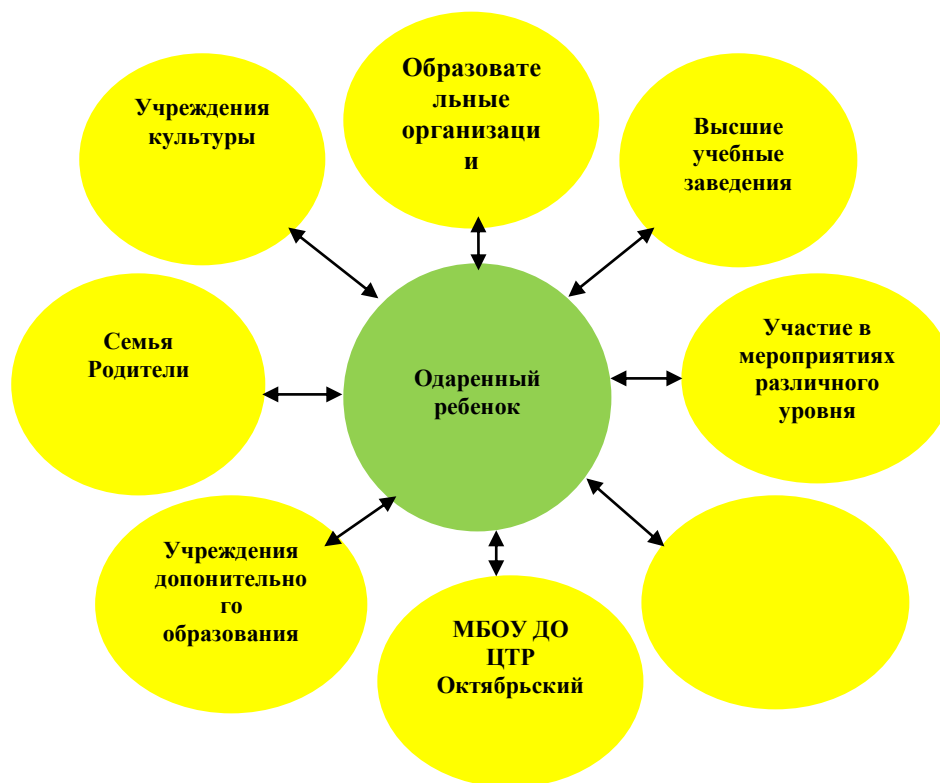 Образовате
льные
организаци
и
Учреждения
культуры
Высшие
учебные
заведения
Семья
Родители
Одаренный
ребенок
Участие в
мероприятиях
различного
уровня
Учреждения
допонительно
го
образования
МБОУ ДО
ЦТР
Октябрьский